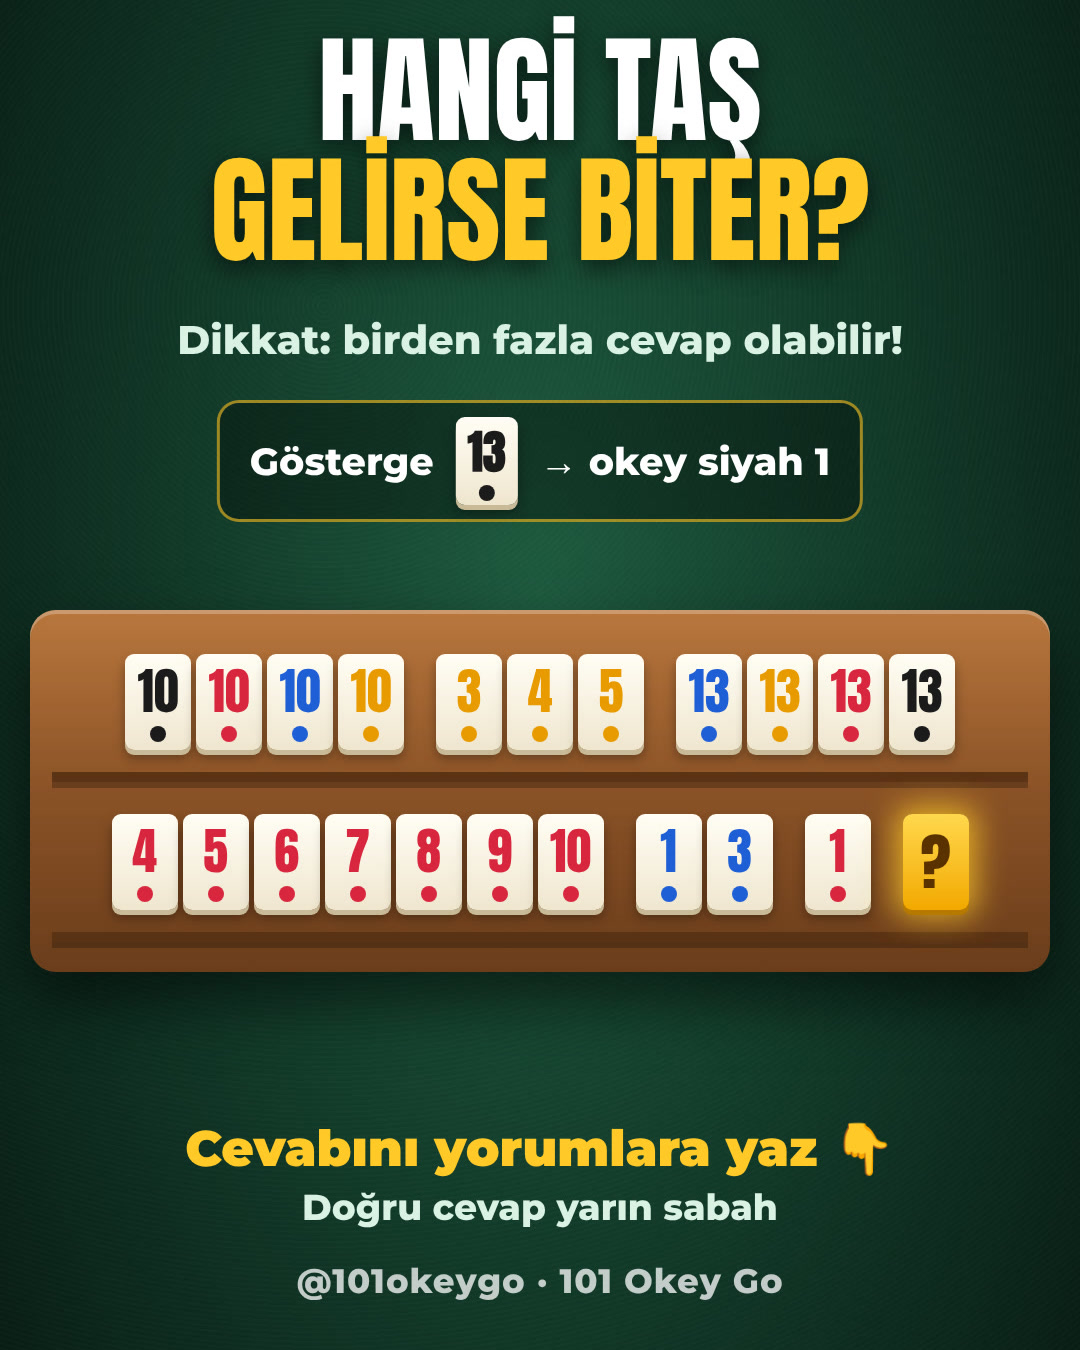 HANGİ TAŞ
GELİRSE BİTER?
Dikkat: birden fazla cevap olabilir!
Gösterge 13 → okey siyah 1
10 10 10 10 3 4 5 13 13 13 13
4 5 6 7 8 9 10 1 3 1 ?
Cevabını yorumlara yaz 👇
Doğru cevap yarın sabah
@101okeygo · 101 Okey Go